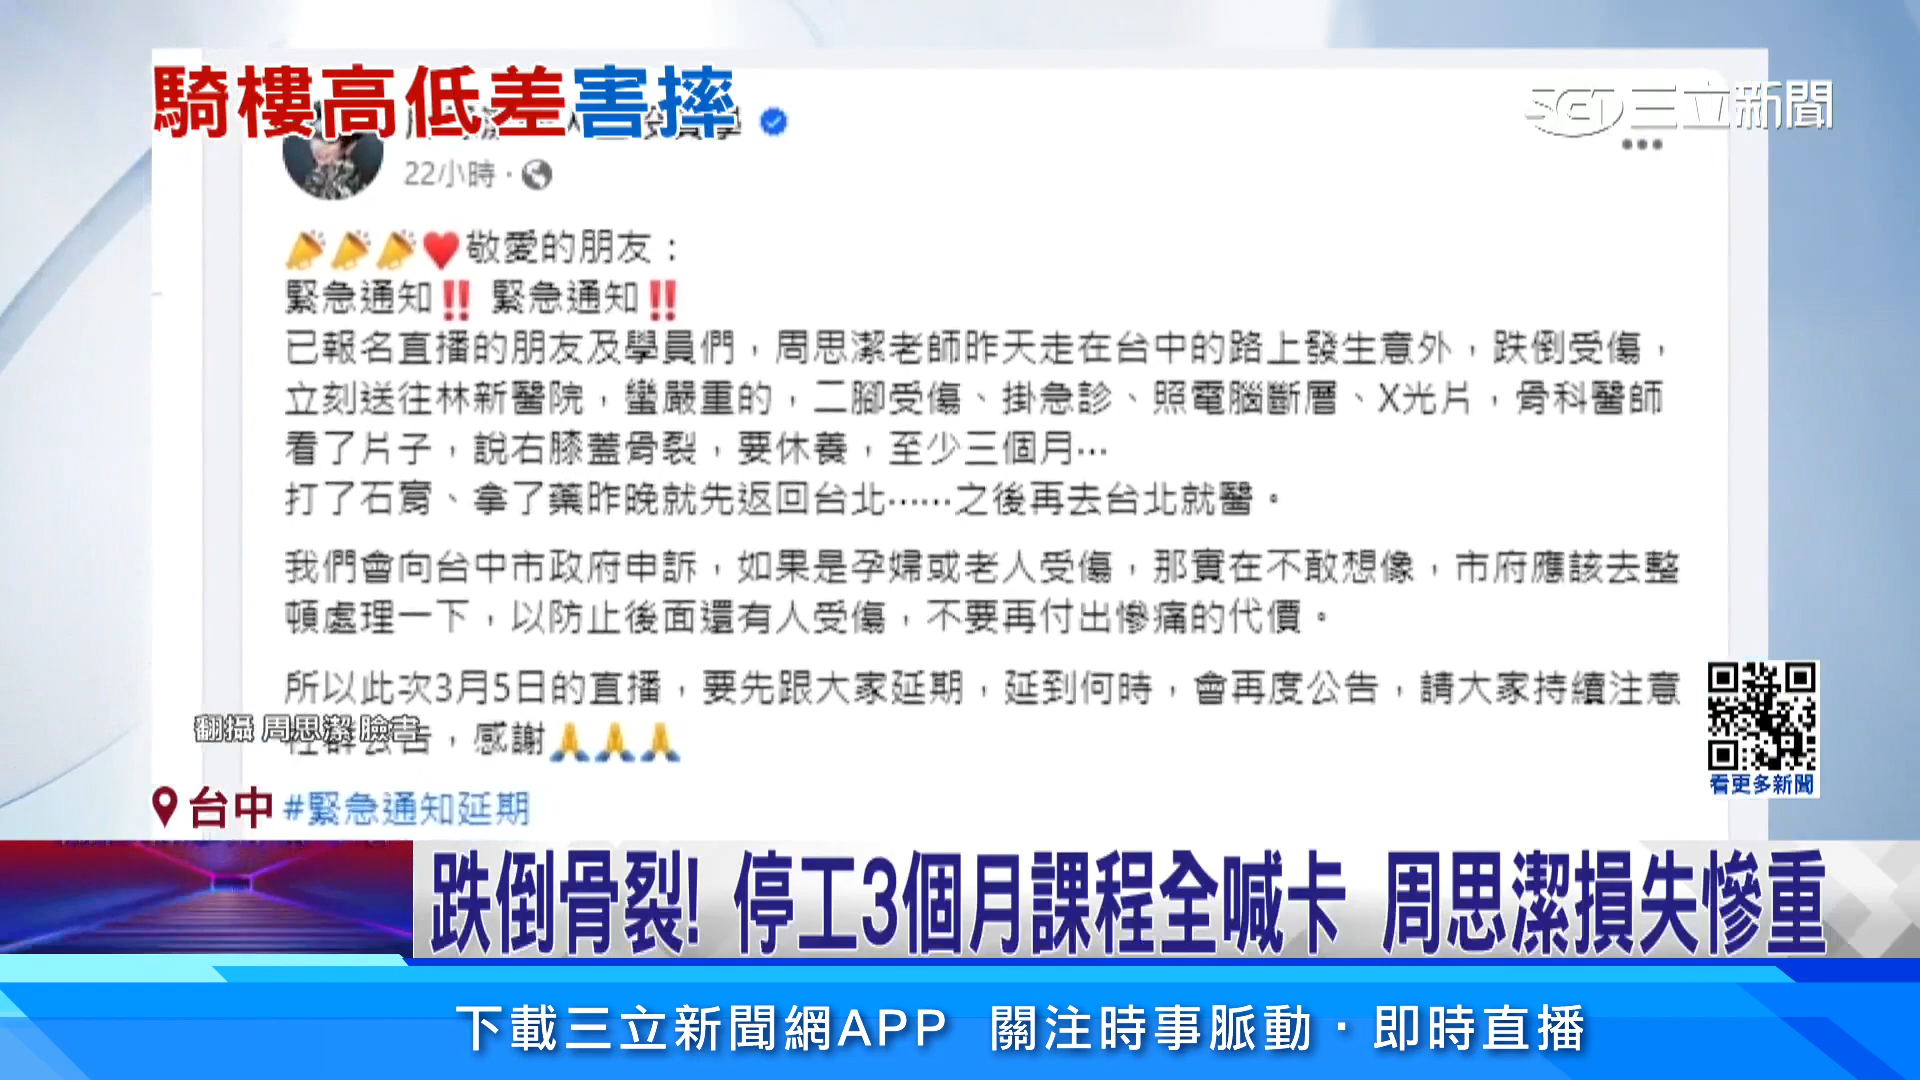 騎樓高低差害摔
SET三立新聞
22小時 ·
敬愛的朋友：
緊急通知‼️ 緊急通知‼️
已報名直播的朋友及學員們，周思潔老師昨天走在台中的路上發生意外，跌倒受傷，
立刻送往林新醫院，蠻嚴重的，二腳受傷、掛急診、照電腦斷層、X光片，骨科醫師
看了片子，說右膝蓋骨裂，要休養，至少三個月⋯
打了石膏、拿了藥昨晚就先返回台北⋯⋯之後再去台北就醫。
我們會向台中市政府申訴，如果是孕婦或老人受傷，那實在不敢想像，市府應該去整
頓處理一下，以防止後面還有人受傷，不要再付出慘痛的代價。
所以此次3月5日的直播，要先跟大家延期，延到何時，會再度公告，請大家持續注意
社群公告，感謝🙏🙏🙏
翻攝 周思潔 臉書
看更多新聞
台中
#緊急通知延期
跌倒骨裂! 停工3個月課程全喊卡 周思潔損失慘重
下載三立新聞網APP 關注時事脈動·即時直播